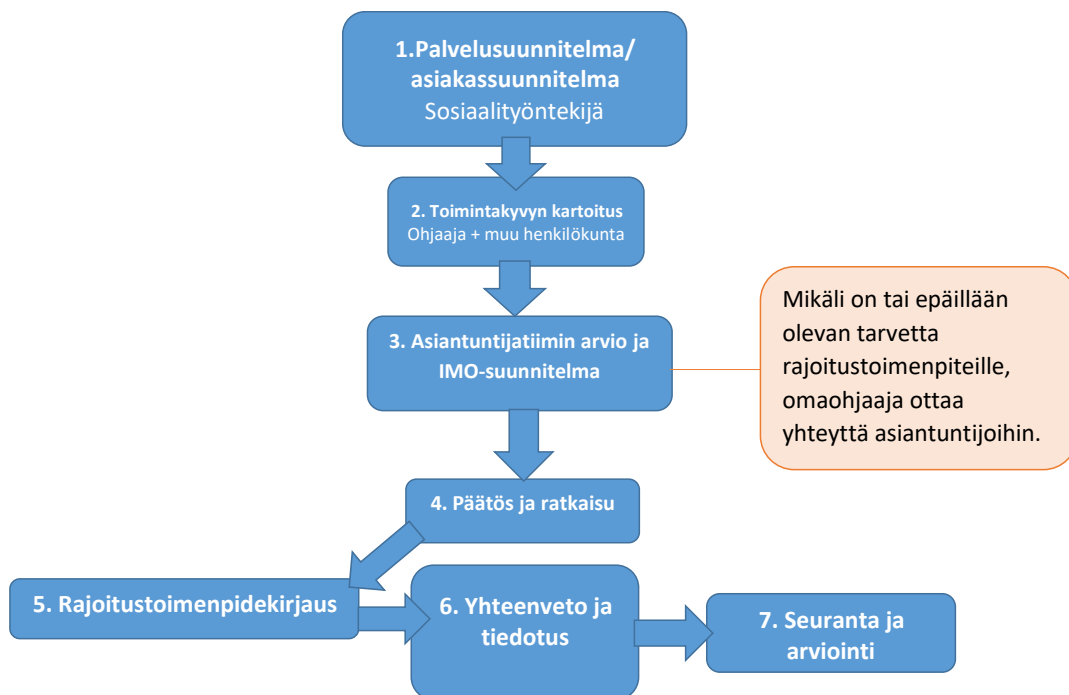 1.Palvelusuunnitelma/
asiakassuunnitelma
Sosiaalityöntekijä
2. Toimintakyvyn kartoitus
Ohjaaja + muu henkilökunta
3. Asiantuntijatiimin arvio ja
IMO-suunnitelma
Mikäli on tai epäillään
olevan tarvetta
rajoitustoimenpiteille,
omaohjaaja ottaa
yhteyttä asiantuntijoihin.
4. Päätös ja ratkaisu
5. Rajoitustoimenpidekirjaus
6. Yhteenveto ja
tiedotus
7. Seuranta ja
arviointi